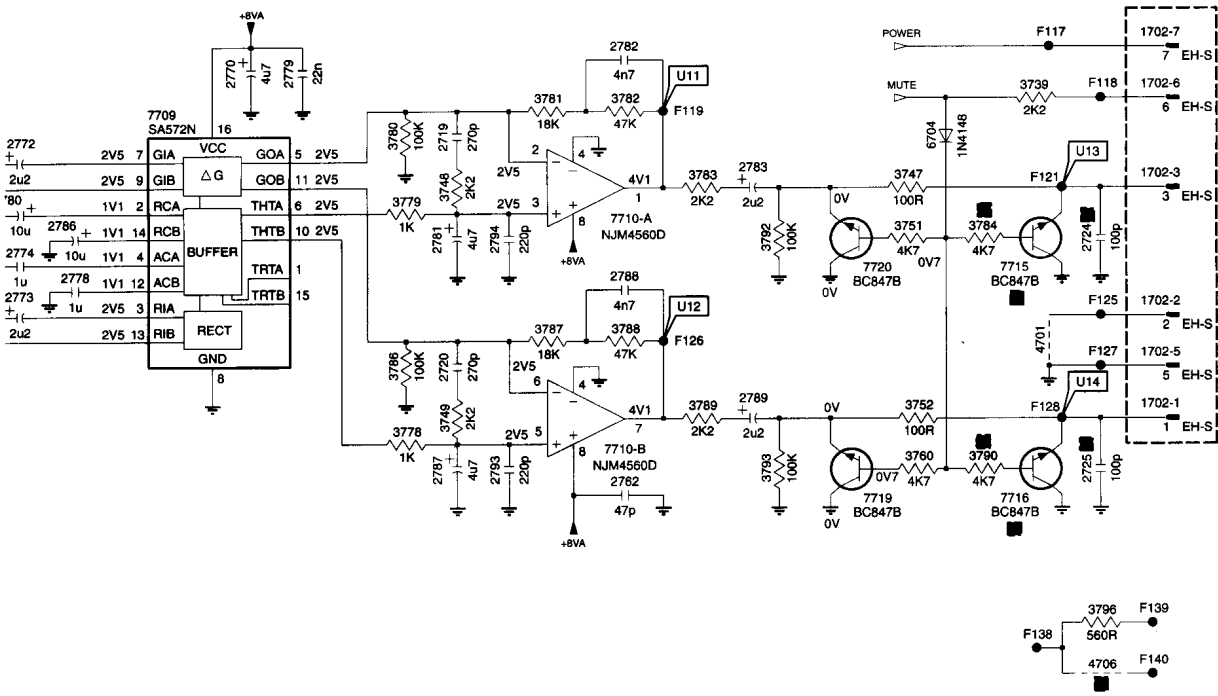 +8VA
2770
+
4u7
2779
22n
7709
SA572N
16
VCC
2772
+
2u2
2V5 7 GIA
2V5 9 GIB
ΔG
GOA 5 2V5
GOB 11 2V5
'80
+
10u
1V1 2 RCA
2786
+
10u
1V1 14 RCB
2774
1u
1V1 4 ACA
2778
1u
1V1 12 ACB
BUFFER
THTA 6 2V5
THTB 10 2V5
TRTA 1
TRTB 15
2773
+
2u2
2V5 3 RIA
2V5 13 RIB
RECT
GND
8
3780
100K
2719
270p
3748
2K2
3779
1K
2781
+
4u7
2794
220p
2V5
2782
4n7
3781
18K
3782
47K
U11
F119
2
2V5
3
4
−
−
+
+
8
+8VA
4V1
1
7710-A
NJM4560D
3783
2K2
2783
+
2u2
3792
100K
0V
3747
100R
7720
BC847B
0V
3751
4K7
0V7
3784
4K7
7715
BC847B
F121
U13
2724
100p
POWER
F117
1702-7
7
EH-S
MUTE
3739
2K2
F118
1702-6
6
EH-S
6704
1N4148
1702-3
3
EH-S
3786
100K
2720
270p
3749
2K2
3778
1K
2787
+
4u7
2793
220p
2V5
2788
4n7
3787
18K
3788
47K
U12
F126
2V5
6
5
4
−
−
+
+
8
4V1
7
7710-B
NJM4560D
2762
47p
+8VA
3789
2K2
2789
+
2u2
3793
100K
0V
3752
100R
7719
BC847B
0V
0V7
3760
4K7
3790
4K7
7716
BC847B
F128
U14
2725
100p
4701
F125
1702-2
2
EH-S
F127
1702-5
5
EH-S
1702-1
1
EH-S
F138
3796
560R
F139
4706
F140